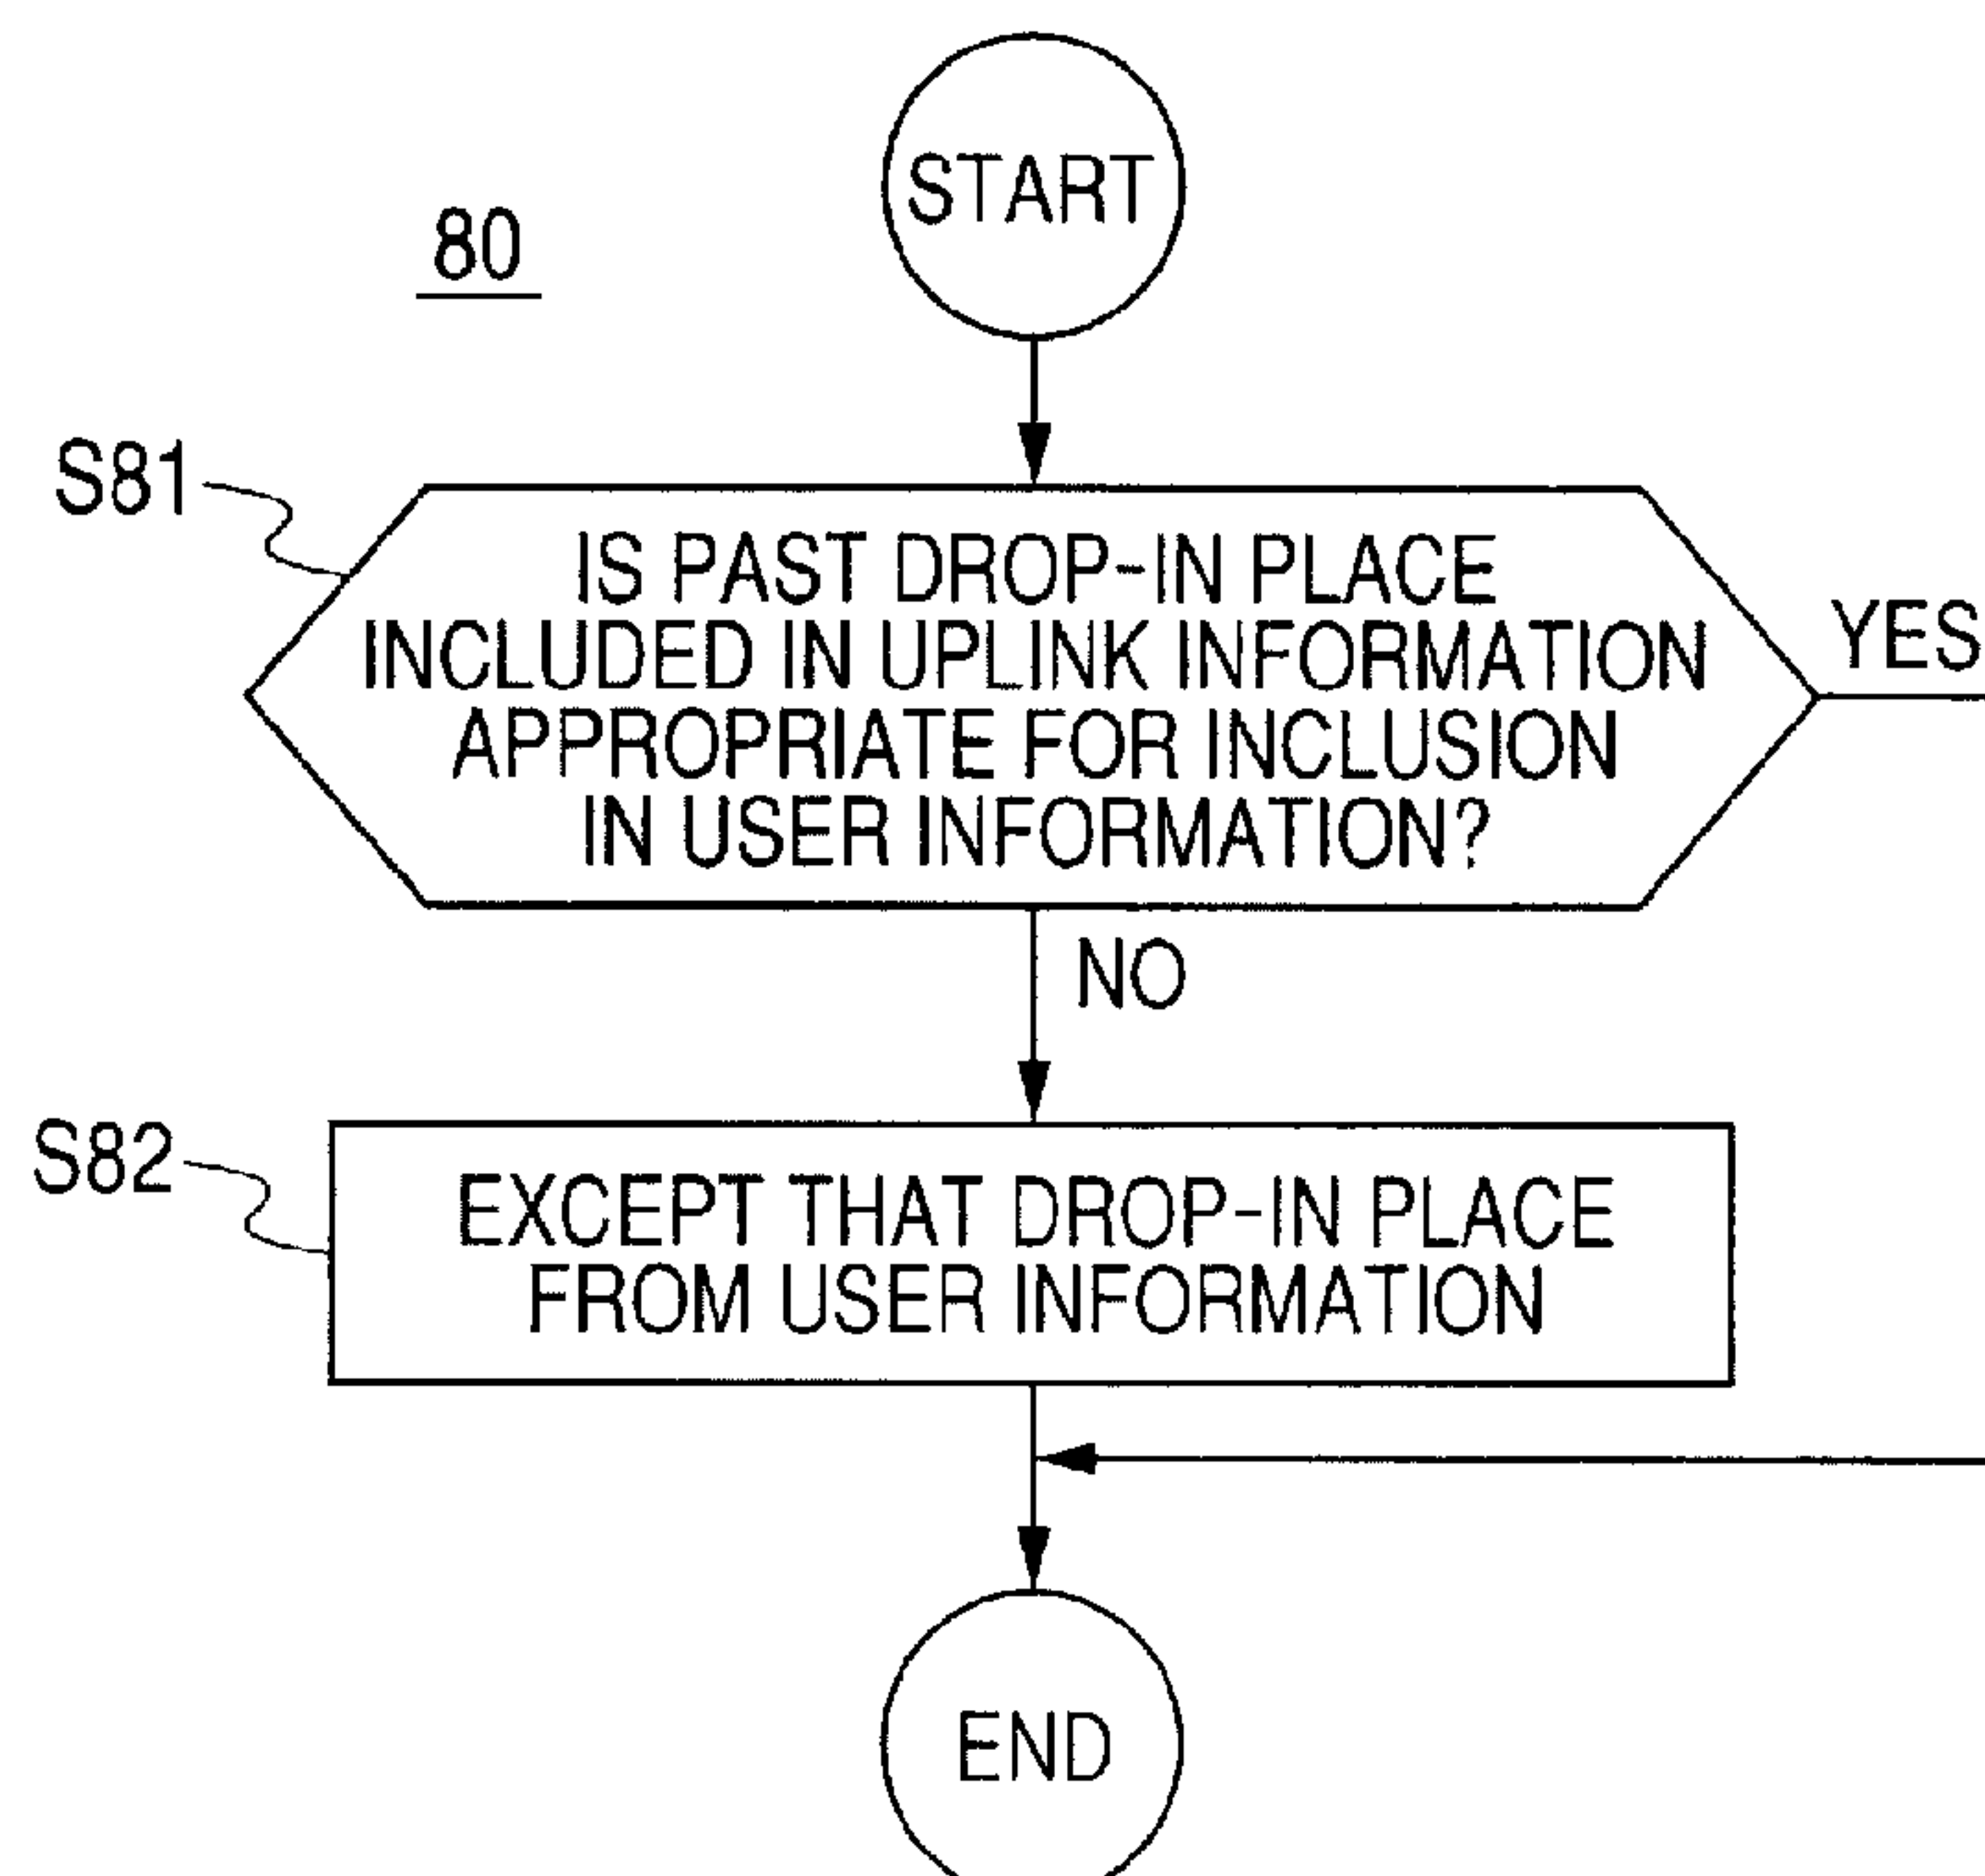 START
80
S81
IS PAST DROP-IN PLACE
INCLUDED IN UPLINK INFORMATION
APPROPRIATE FOR INCLUSION
IN USER INFORMATION?
YES
NO
S82
EXCEPT THAT DROP-IN PLACE
FROM USER INFORMATION
END